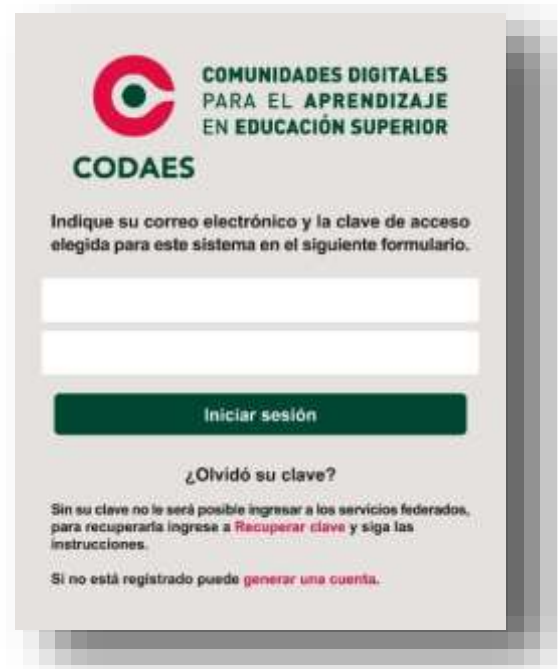 COMUNIDADES DIGITALES
PARA EL APRENDIZAJE
EN EDUCACIÓN SUPERIOR
CODAES
Indique su correo electrónico y la clave de acceso
elegida para este sistema en el siguiente formulario.
Iniciar sesión
¿Olvidó su clave?
Sin su clave no le será posible ingresar a los servicios federados,
para recuperarla ingrese a Recuperar clave y siga las
instrucciones.
Si no está registrado puede generar una cuenta.